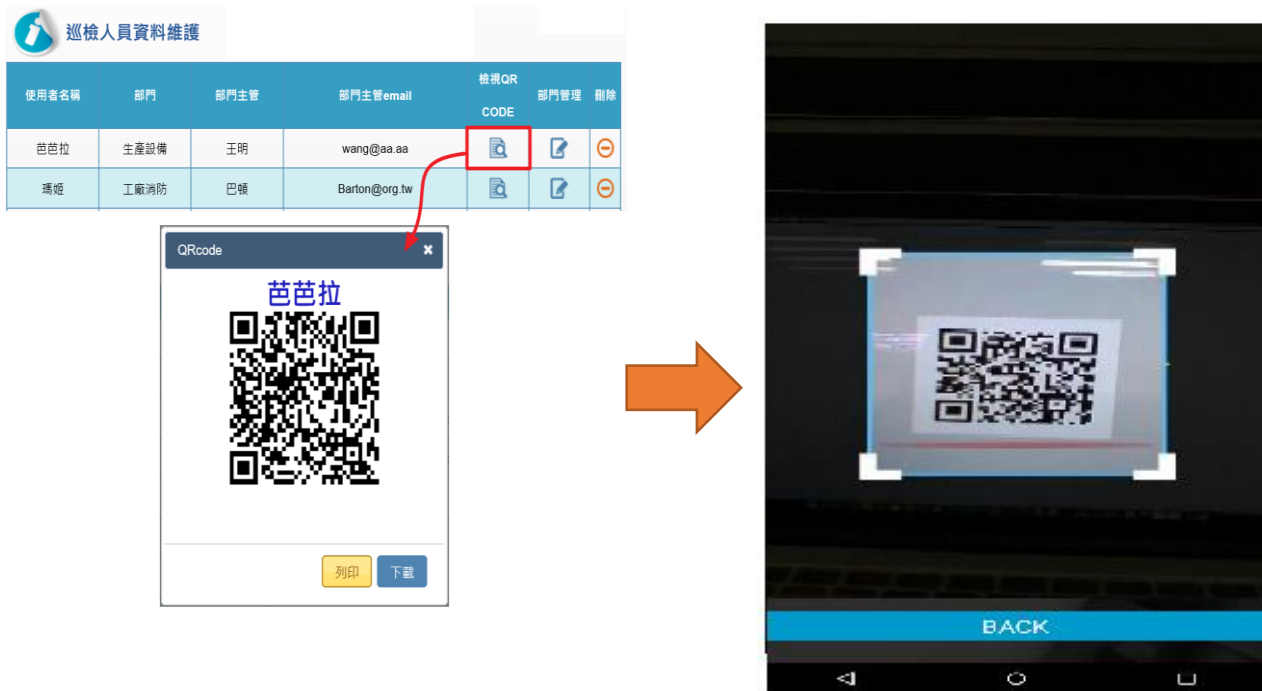 巡檢人員資料維護
使用者名稱 部門 部門主管 部門主管email 檢視QR CODE 部門管理 刪除
芭芭拉 生產設備 王明 wang@aa.aa
瑪姬 工廠消防 巴頓 Barton@org.tw
QRcode ×
芭芭拉
列印 下載
BACK